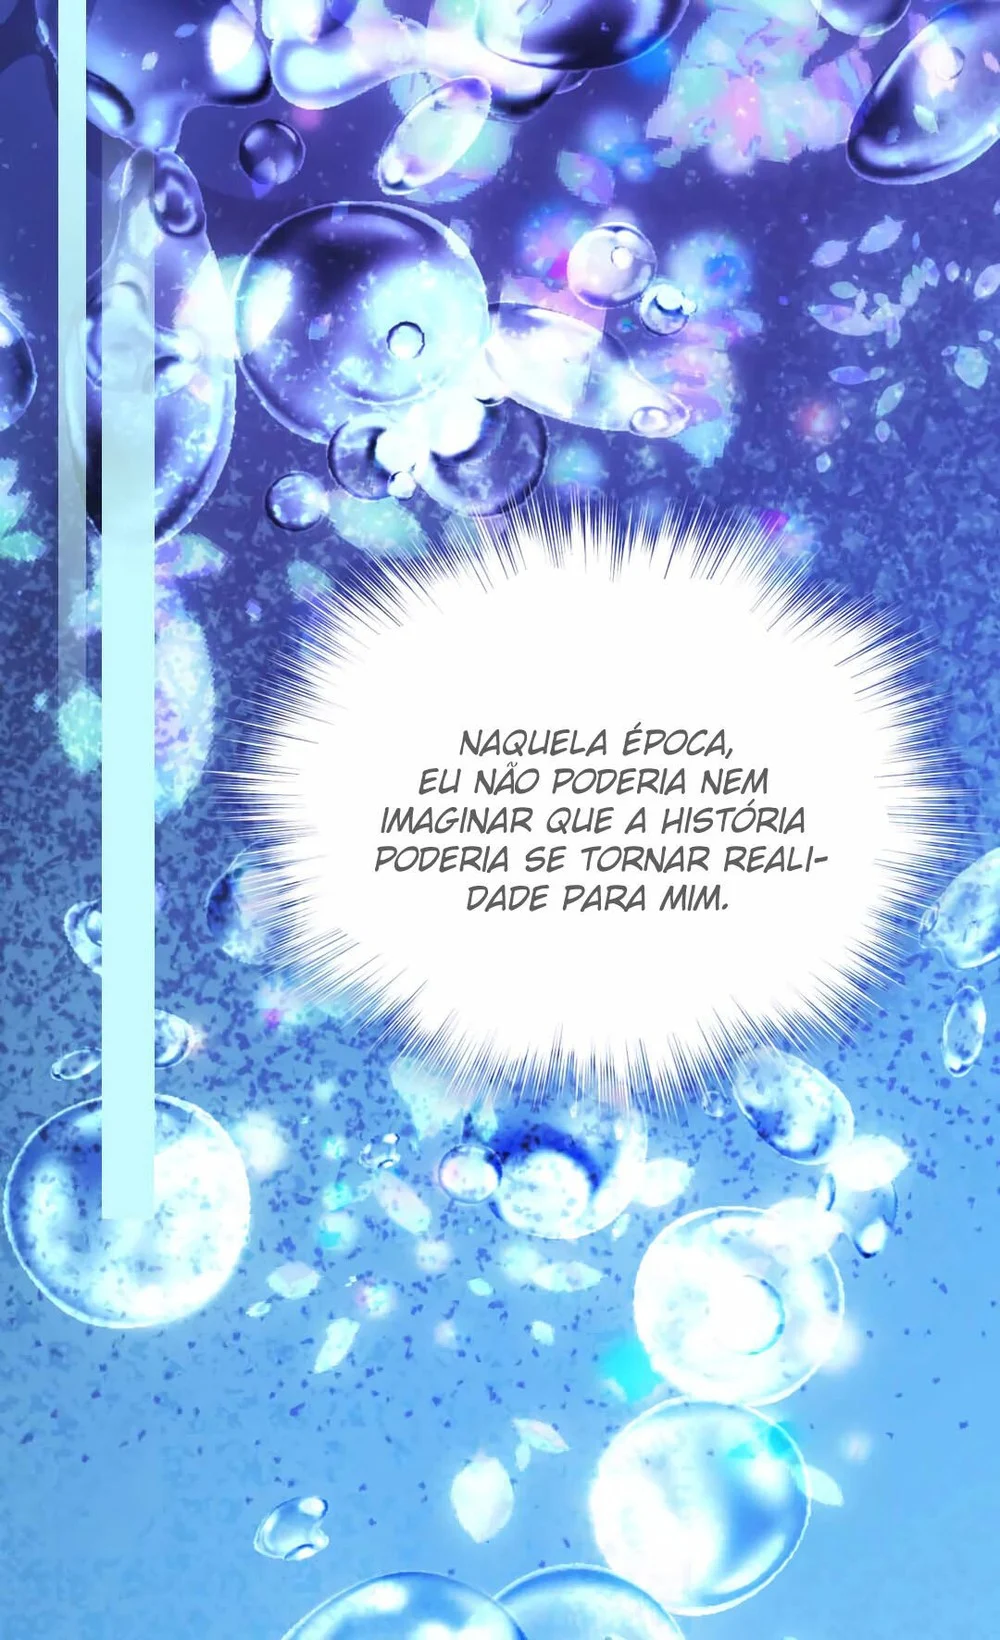 NAQUELA ÉPOCA,
EU NÃO PODERIA NEM
IMAGINAR QUE A HISTÓRIA
PODERIA SE TORNAR REALI-
DADE PARA MIM.